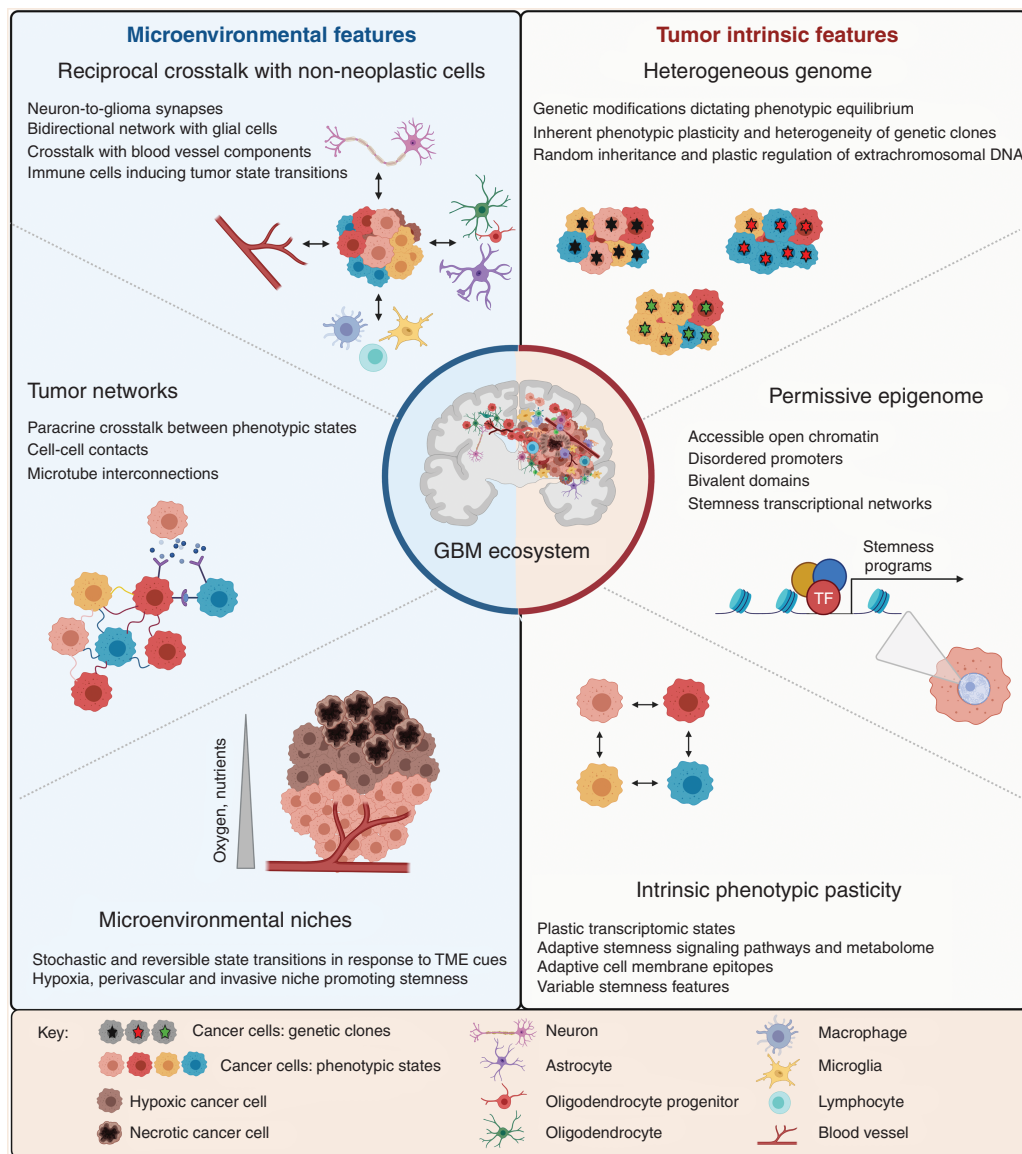 Microenvironmental features
Reciprocal crosstalk with non-neoplastic cells
Neuron-to-glioma synapses
Bidirectional network with glial cells
Crosstalk with blood vessel components
Immune cells inducing tumor state transitions
Tumor intrinsic features
Heterogeneous genome
Genetic modifications dictating phenotypic equilibrium
Inherent phenotypic plasticity and heterogeneity of genetic clones
Random inheritance and plastic regulation of extrachromosomal DNA
Tumor networks
Paracrine crosstalk between phenotypic states
Cell-cell contacts
Microtube interconnections
GBM ecosystem
Permissive epigenome
Accessible open chromatin
Disordered promoters
Bivalent domains
Stemness transcriptional networks
Stemness
programs
TF
Oxygen, nutrients
Microenvironmental niches
Stochastic and reversible state transitions in response to TME cues
Hypoxia, perivascular and invasive niche promoting stemness
Intrinsic phenotypic pasticity
Plastic transcriptomic states
Adaptive stemness signaling pathways and metabolome
Adaptive cell membrane epitopes
Variable stemness features
Key:
Cancer cells: genetic clones
Cancer cells: phenotypic states
Hypoxic cancer cell
Necrotic cancer cell
Neuron
Astrocyte
Oligodendrocyte progenitor
Oligodendrocyte
Macrophage
Microglia
Lymphocyte
Blood vessel